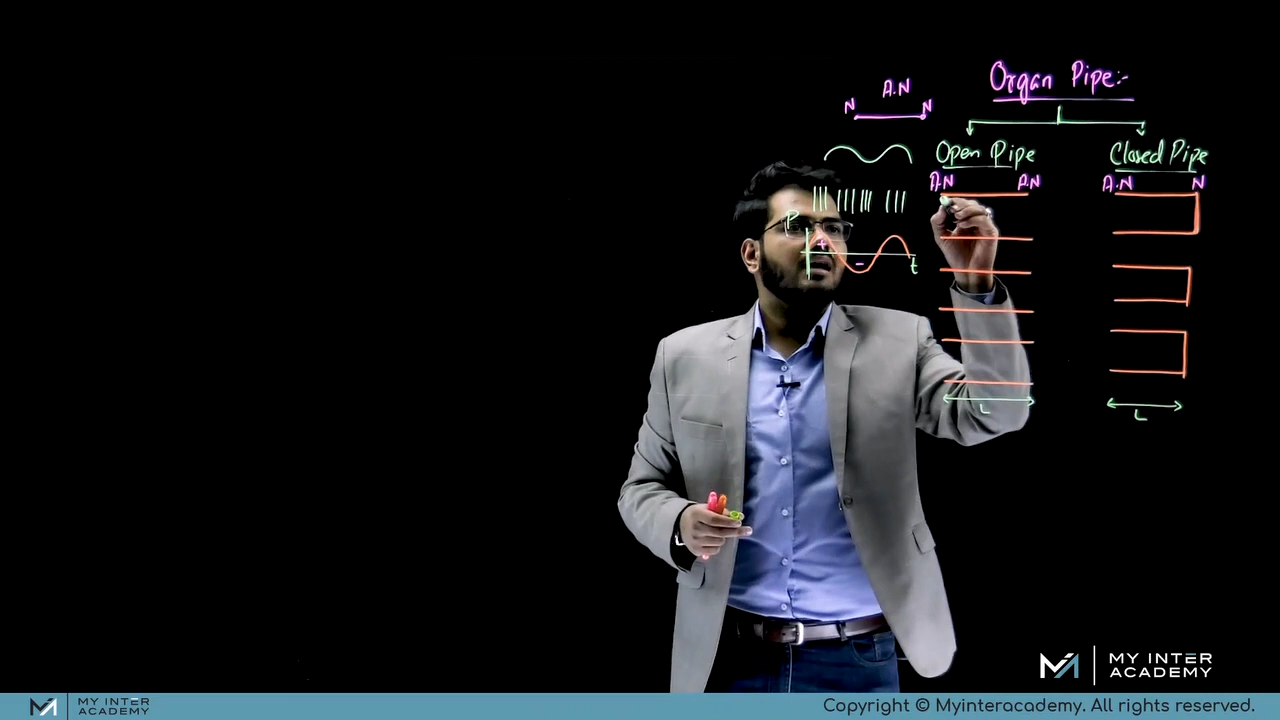 Organ Pipe:-
A.N
N N
Open Pipe
Closed Pipe
A.N A.N
A.N N
P
+
-
t
L
L
MY INTER
ACADEMY
MY INTER
ACADEMY
Copyright © Myinteracademy. All rights reserved.